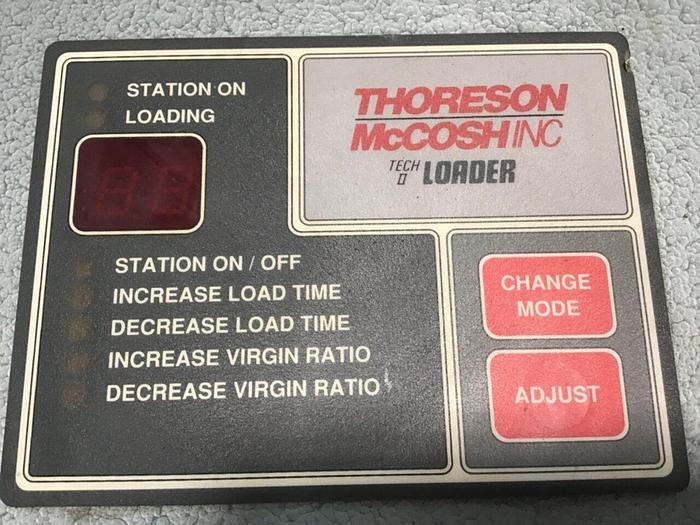 STATION ON
LOADING
THORESON
McCOSH INC
TECH
II LOADER
STATION ON / OFF
INCREASE LOAD TIME
DECREASE LOAD TIME
INCREASE VIRGIN RATIO
DECREASE VIRGIN RATIO
CHANGE
MODE
ADJUST